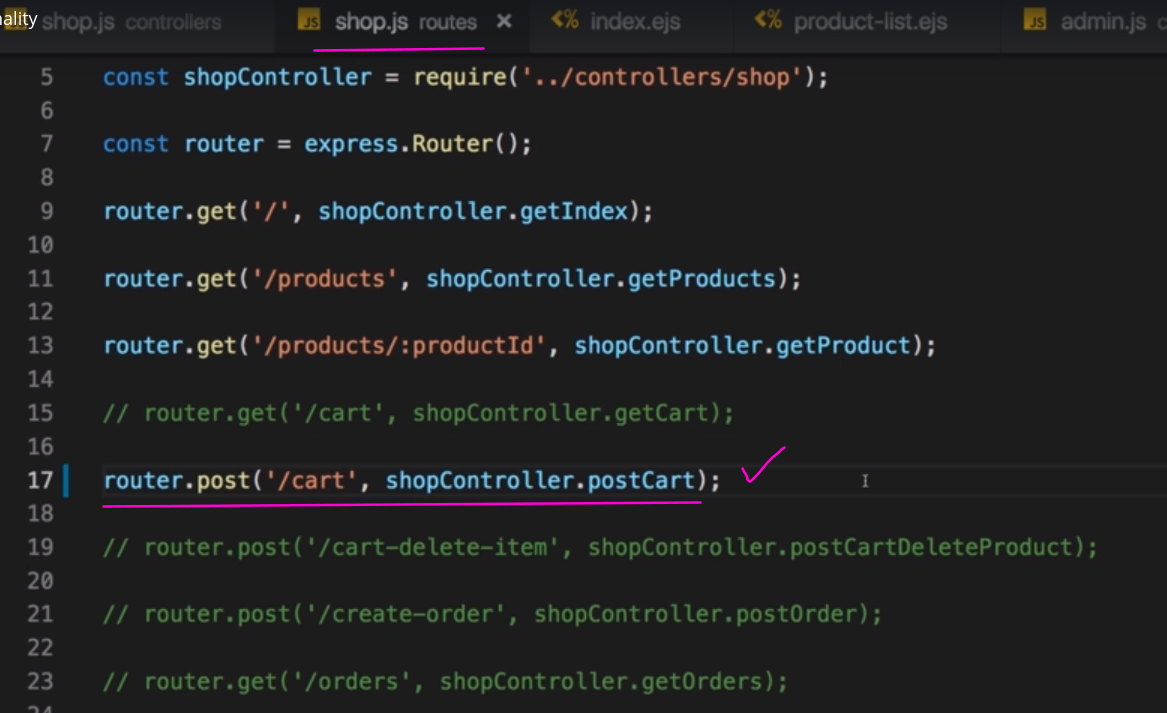 nality
shop.js controllers
shop.js routes ×
<% index.ejs
<% product-list.ejs
JS admin.js
5 const shopController = require('../controllers/shop');
6
7 const router = express.Router();
8
9 router.get('/', shopController.getIndex);
10
11 router.get('/products', shopController.getProducts);
12
13 router.get('/products/:productId', shopController.getProduct);
14
15 // router.get('/cart', shopController.getCart);
16
17 router.post('/cart', shopController.postCart);
18
19 // router.post('/cart-delete-item', shopController.postCartDeleteProduct);
20
21 // router.post('/create-order', shopController.postOrder);
22
23 // router.get('/orders', shopController.getOrders);